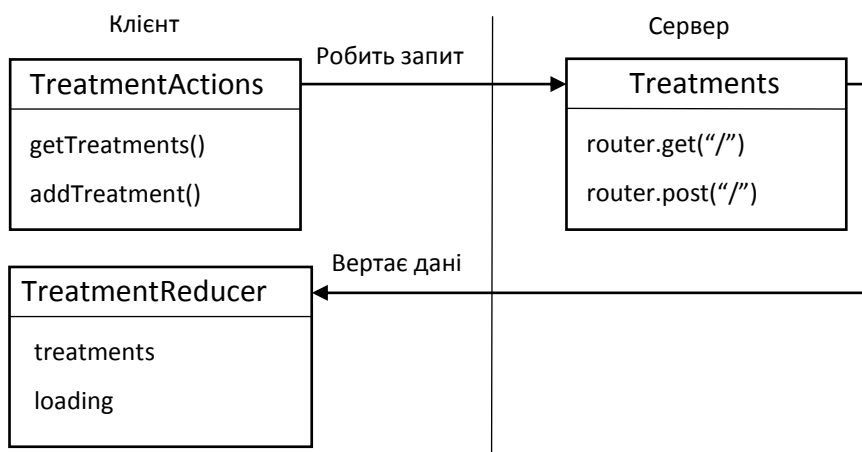 Клієнт
Сервер
Робить запит
TreatmentActions
getTreatments()
addTreatment()
Treatments
router.get(“/”)
router.post(“/”)
Вертає дані
TreatmentReducer
treatments
loading